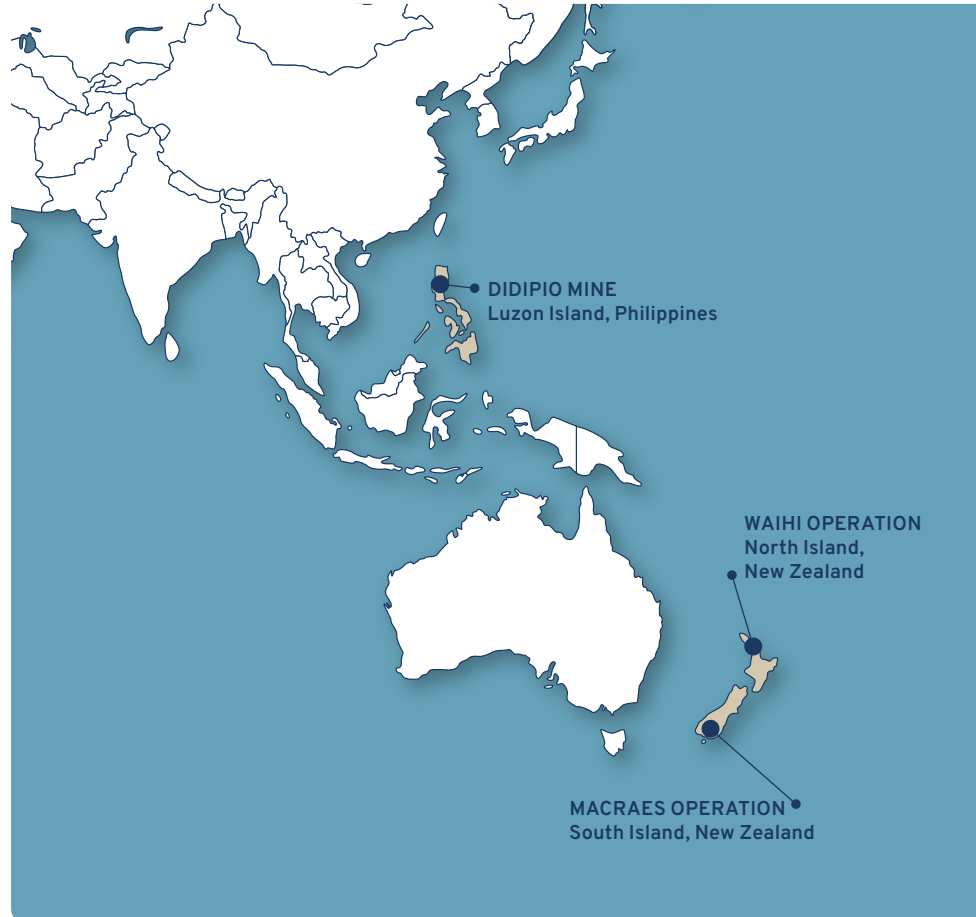 DIDIPIO MINE
Luzon Island, Philippines
WAIHI OPERATION
North Island,
New Zealand
MACRAES OPERATION
South Island, New Zealand